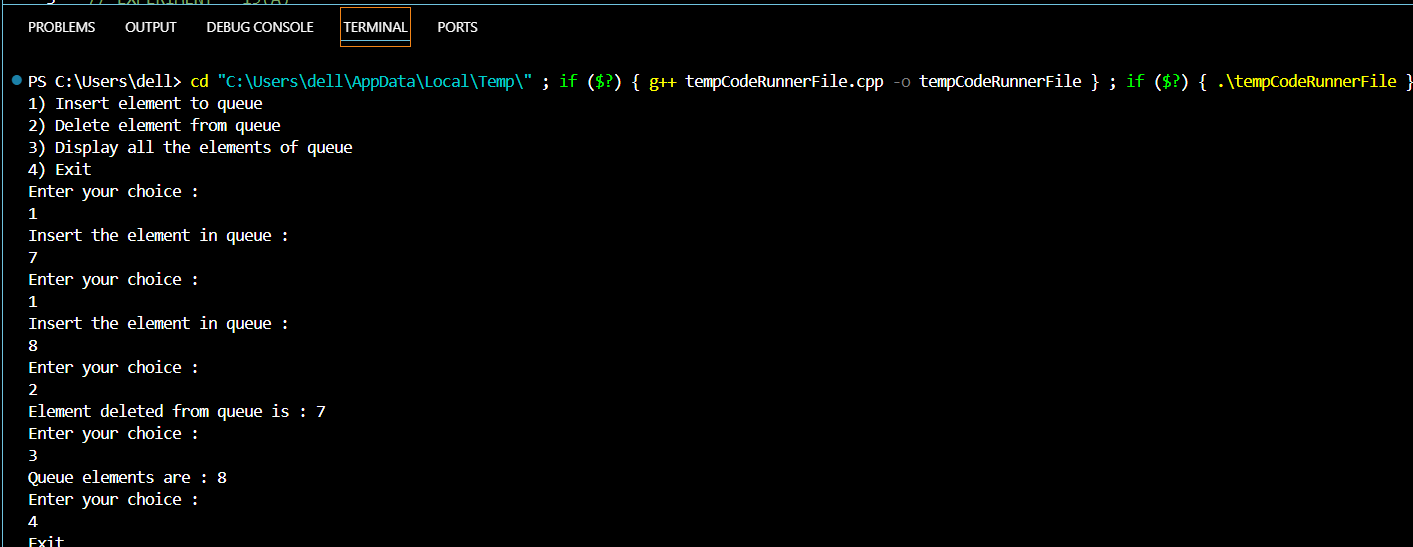 // EXPERIMENT - 19(A)
PROBLEMS OUTPUT DEBUG CONSOLE TERMINAL PORTS
PS C:\Users\dell> cd "C:\Users\dell\AppData\Local\Temp\" ; if ($?) { g++ tempCodeRunnerFile.cpp -o tempCodeRunnerFile } ; if ($?) { .\tempCodeRunnerFile }
1) Insert element to queue
2) Delete element from queue
3) Display all the elements of queue
4) Exit
Enter your choice :
1
Insert the element in queue :
7
Enter your choice :
1
Insert the element in queue :
8
Enter your choice :
2
Element deleted from queue is : 7
Enter your choice :
3
Queue elements are : 8
Enter your choice :
4
Exit